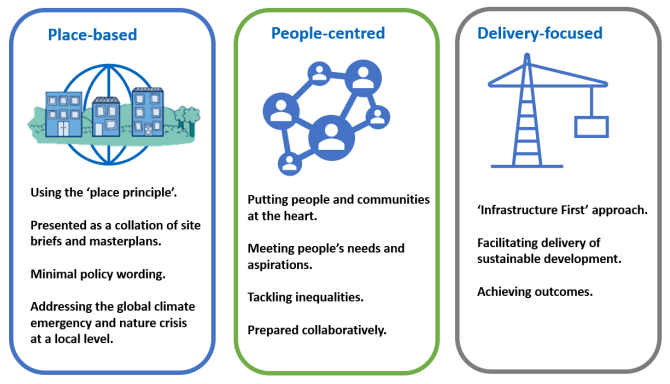 Place-based
Using the ‘place principle’.
Presented as a collation of site
briefs and masterplans.
Minimal policy wording.
Addressing the global climate
emergency and nature crisis
at a local level.
People-centred
Putting people and communities
at the heart.
Meeting people’s needs and
aspirations.
Tackling inequalities.
Prepared collaboratively.
Delivery-focused
‘Infrastructure First’ approach.
Facilitating delivery of
sustainable development.
Achieving outcomes.